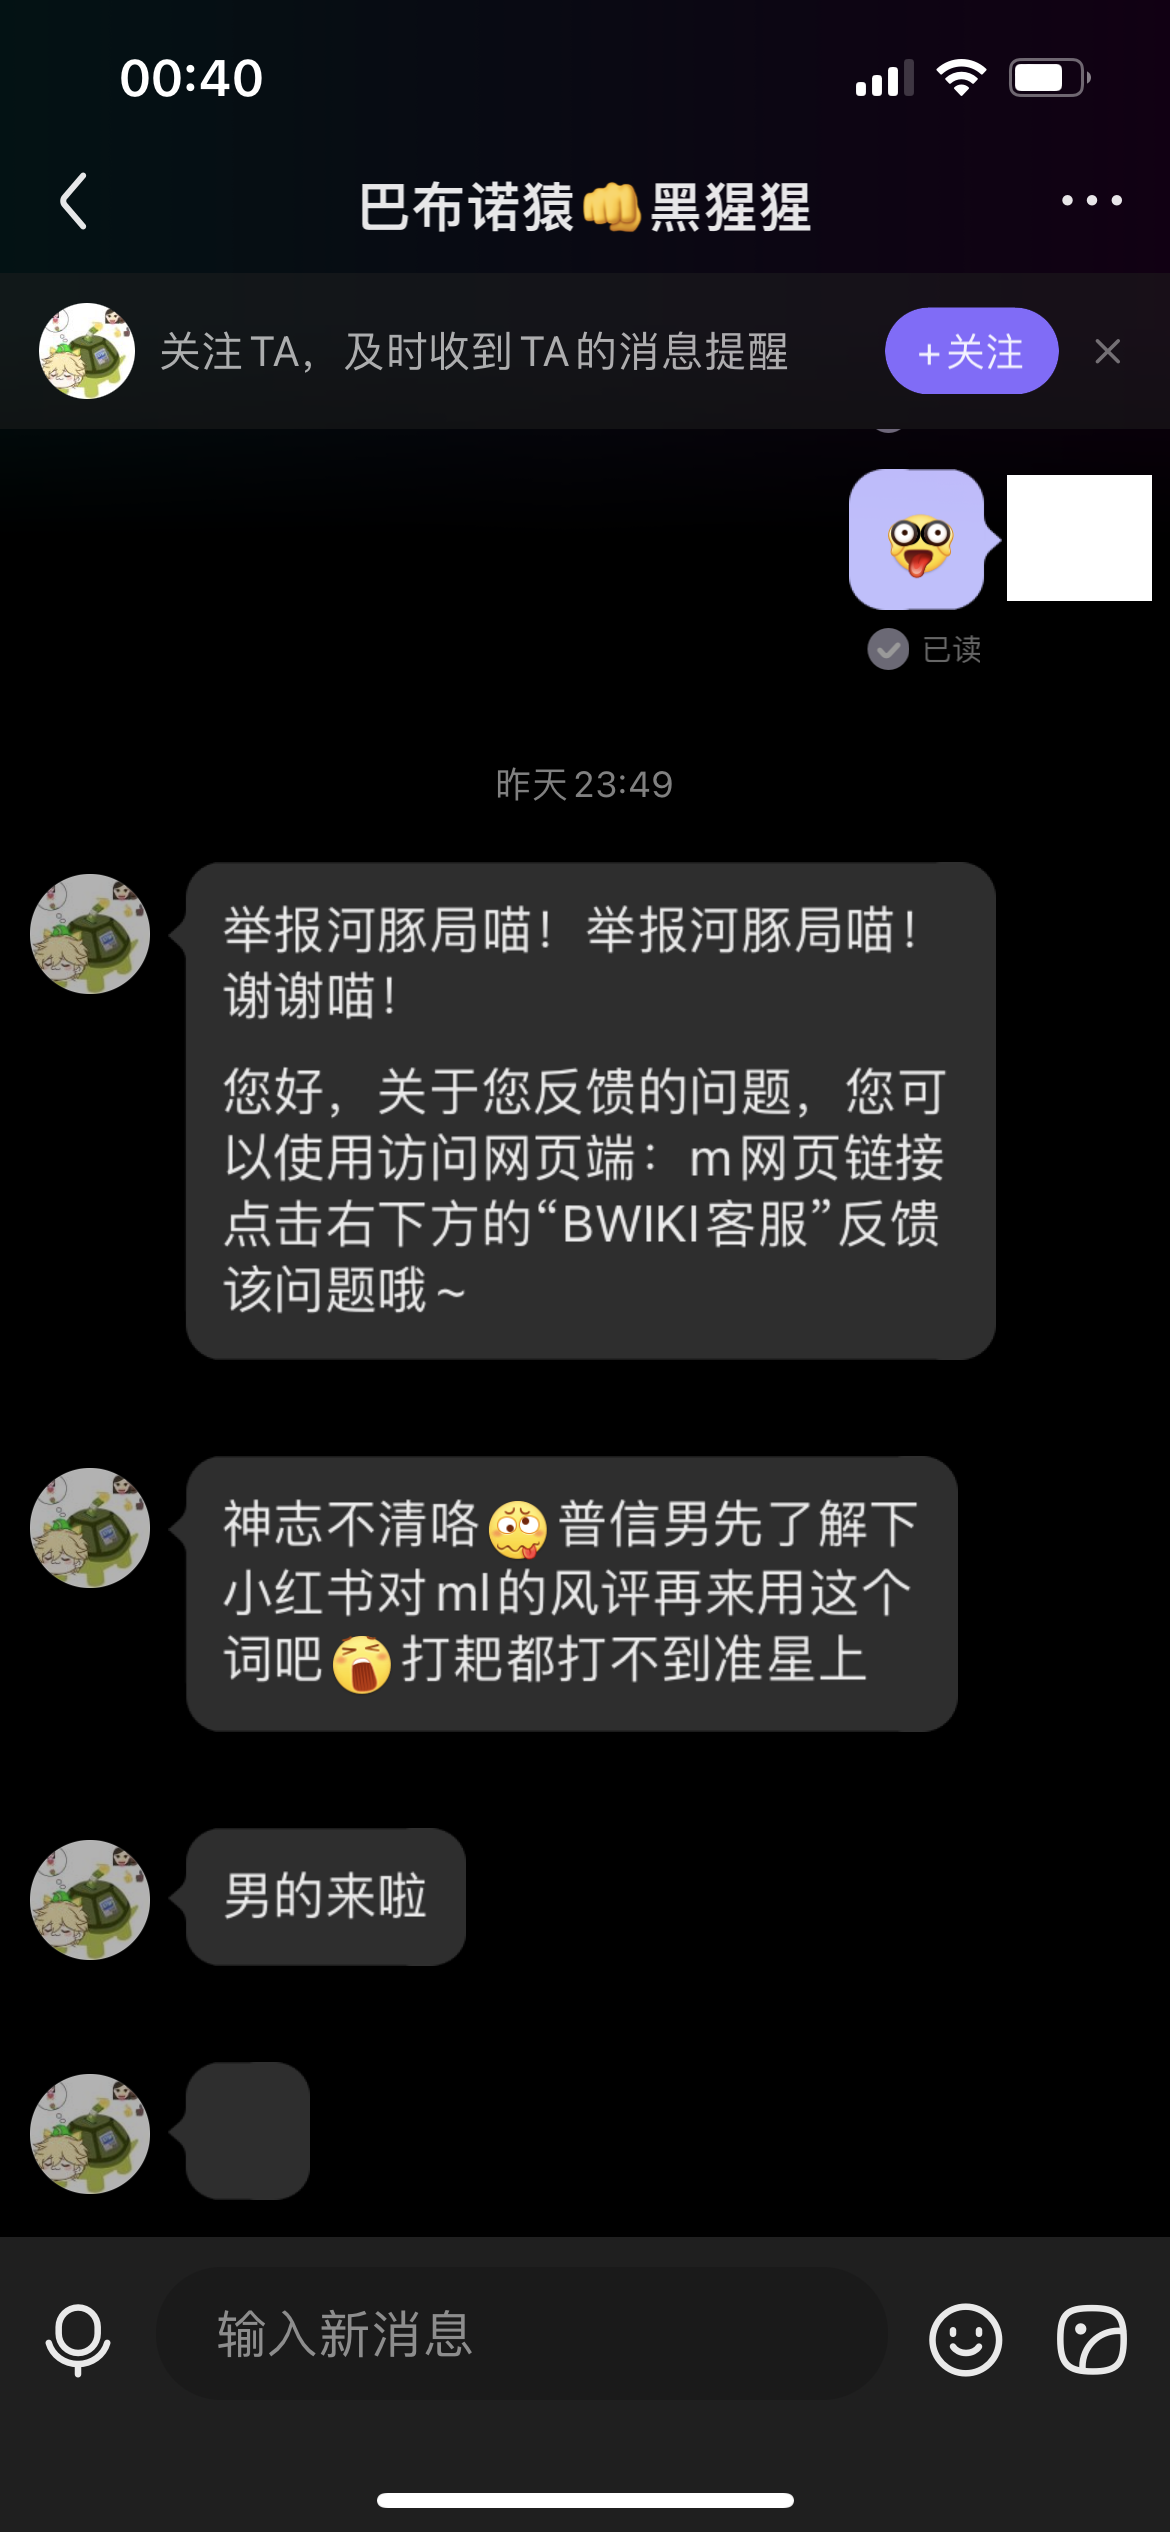 00:40
巴布诺猿👊黑猩猩
关注TA，及时收到TA的消息提醒
+关注
已读
昨天23:49
举报河豚局喵！举报河豚局喵！
谢谢喵！
您好，关于您反馈的问题，您可
以使用访问网页端：m网页链接
点击右下方的“BWIKI客服”反馈
该问题哦~
神志不清咯普信男先了解下
小红书对ml的风评再来用这个
词吧打耙都打不到准星上
男的来啦
输入新消息